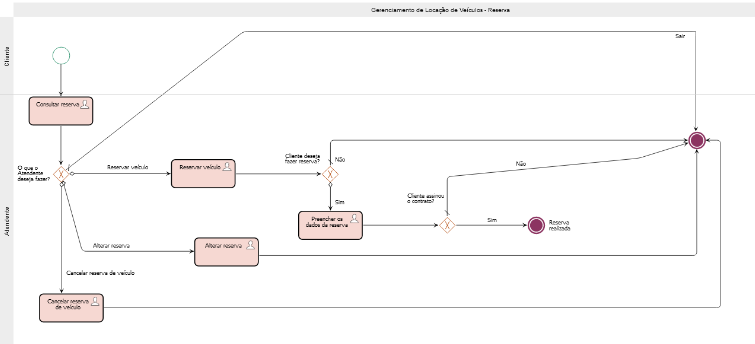 Gerenciamento de Locação de Veículos - Reserva
Cliente
Sair
Consultar reserva
O que o
Atendente
deseja fazer?
Reservar veículo
Reservar veículo
Cliente deseja
fazer reserva?
Não
Sim
Preencher os
dados da reserva
Cliente assinou
o contrato?
Não
Sim
Reserva
realizada
Atendente
Alterar reserva
Alterar reserva
Cancelar reserva de veículo
Cancelar reserva
de veículo